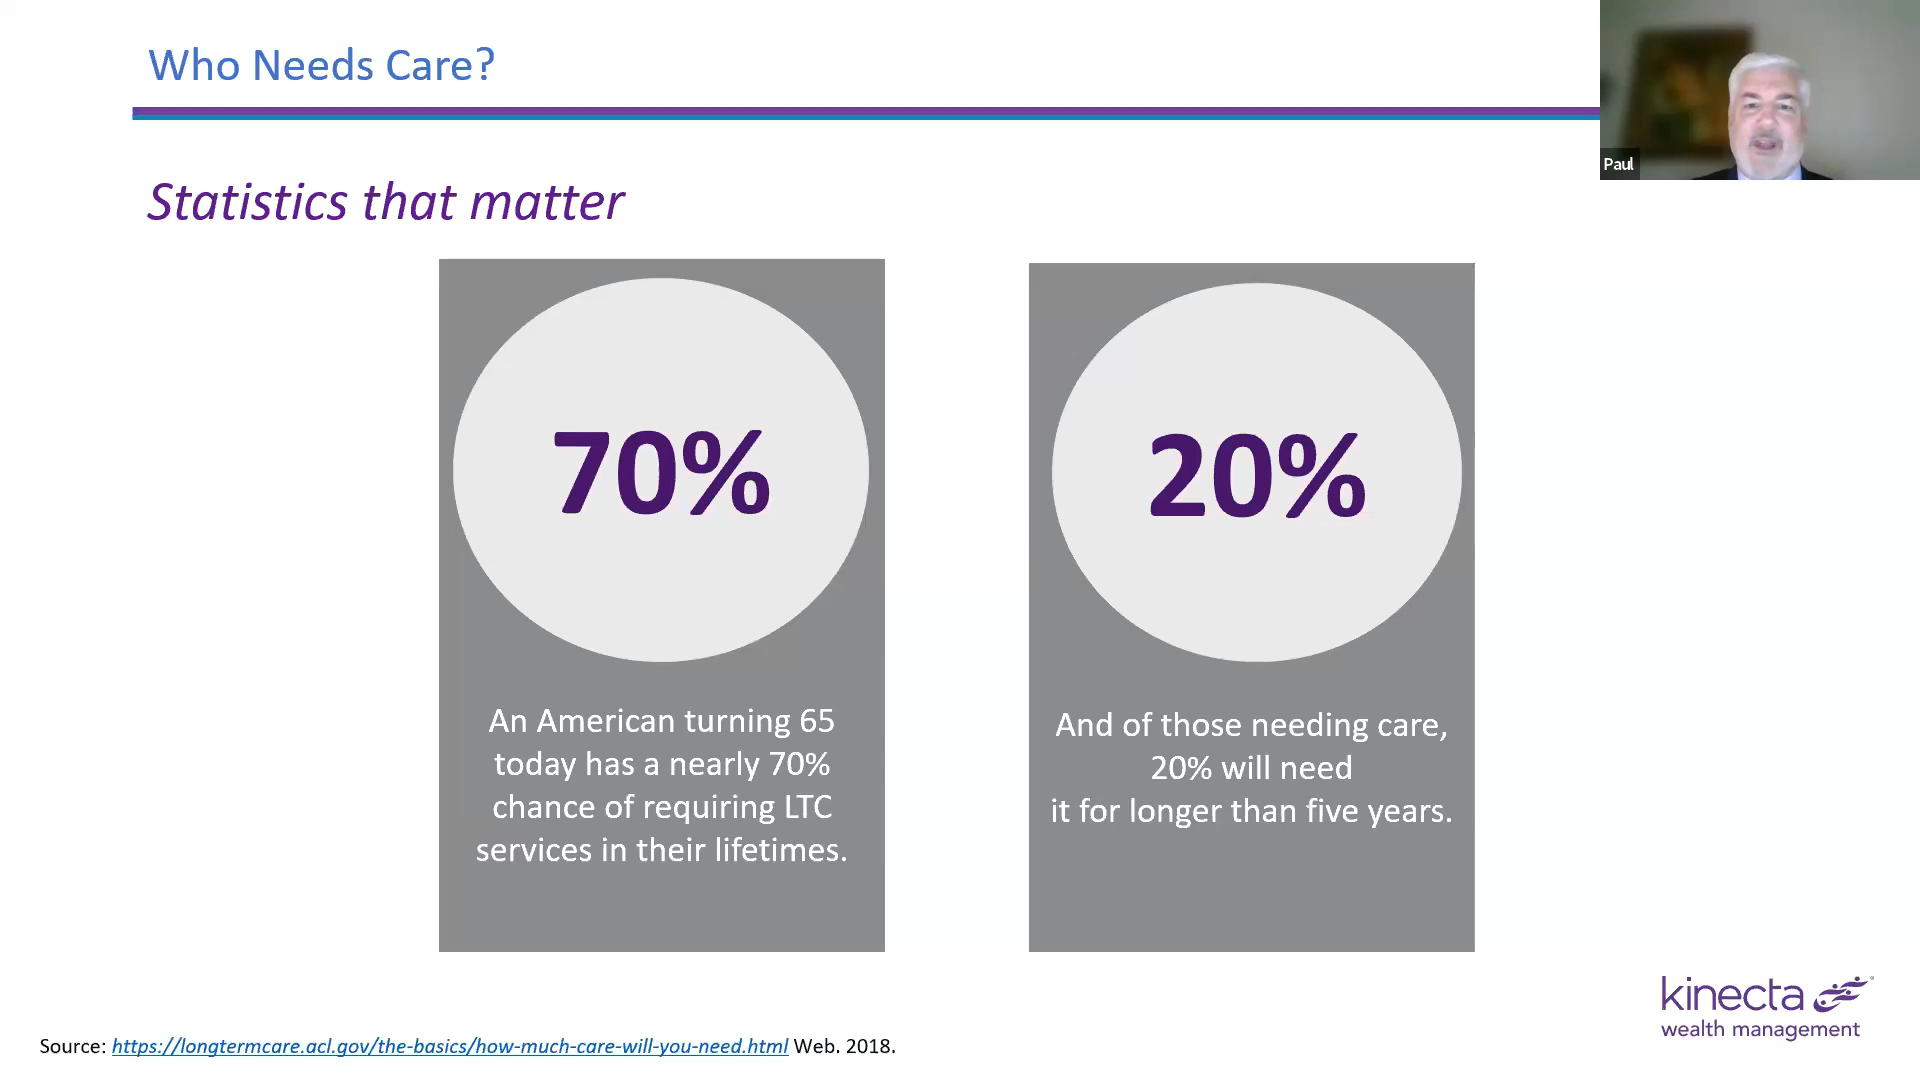 Who Needs Care?
Paul
Statistics that matter
70%
An American turning 65
today has a nearly 70%
chance of requiring LTC
services in their lifetimes.
20%
And of those needing care,
20% will need
it for longer than five years.
kinecta
wealth management
Source: https://longtermcare.acl.gov/the-basics/how-much-care-will-you-need.html Web. 2018.